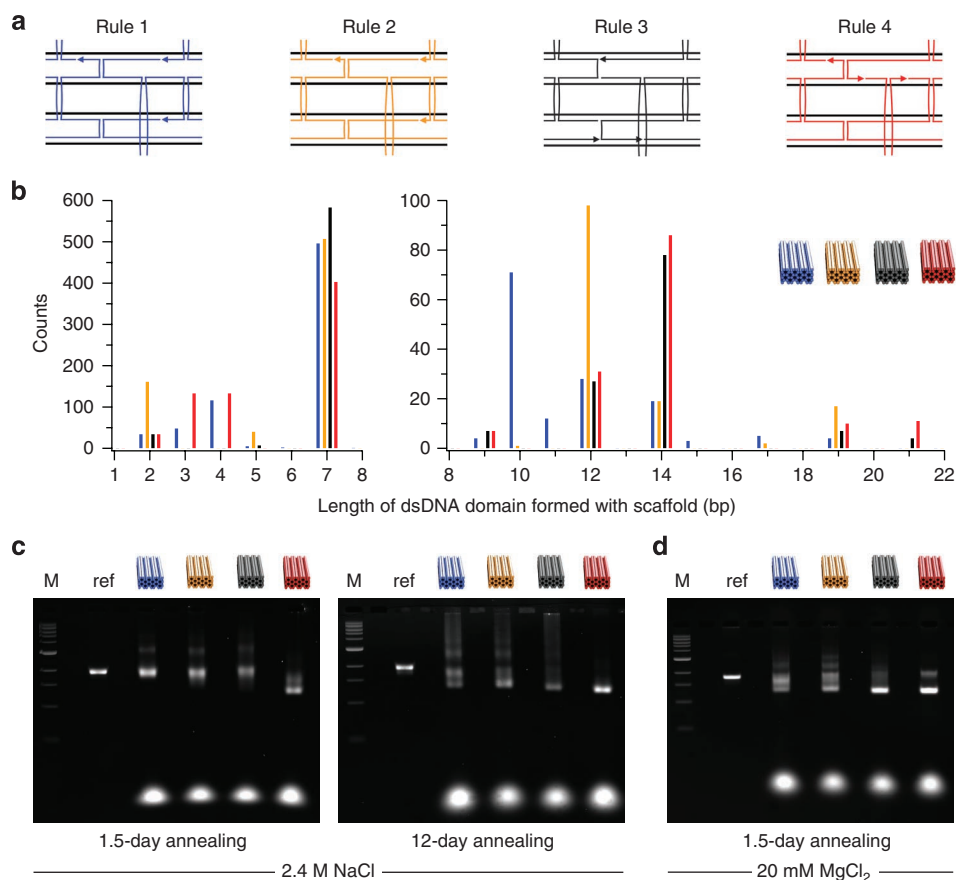 a
Rule 1 Rule 2 Rule 3 Rule 4
b
600
500
400
300
200
100
0
Counts
1 2 3 4 5 6 7 8
100
80
60
40
20
0
8 10 12 14 16 18 20 22
Length of dsDNA domain formed with scaffold (bp)
c
M ref
M ref
d
M ref
1.5-day annealing
12-day annealing
1.5-day annealing
2.4 M NaCl
20 mM MgCl₂